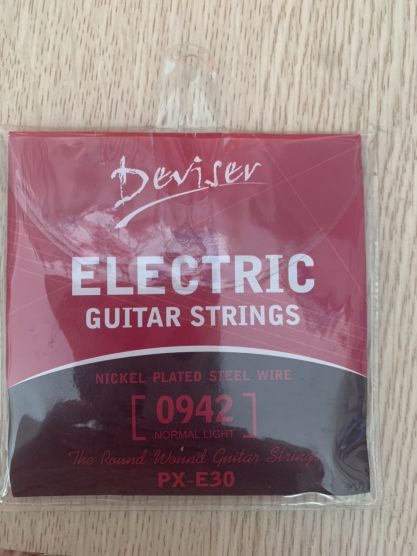 Deviser
ELECTRIC
GUITAR STRINGS
NICKEL PLATED STEEL WIRE
[ 0942 ]
NORMAL LIGHT
The Round Wound Guitar Strings
PX-E30